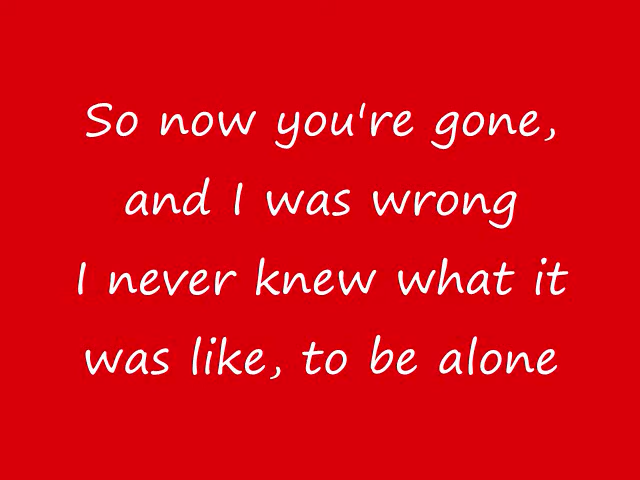 So now you're gone,
and I was wrong
I never knew what it
was like, to be alone